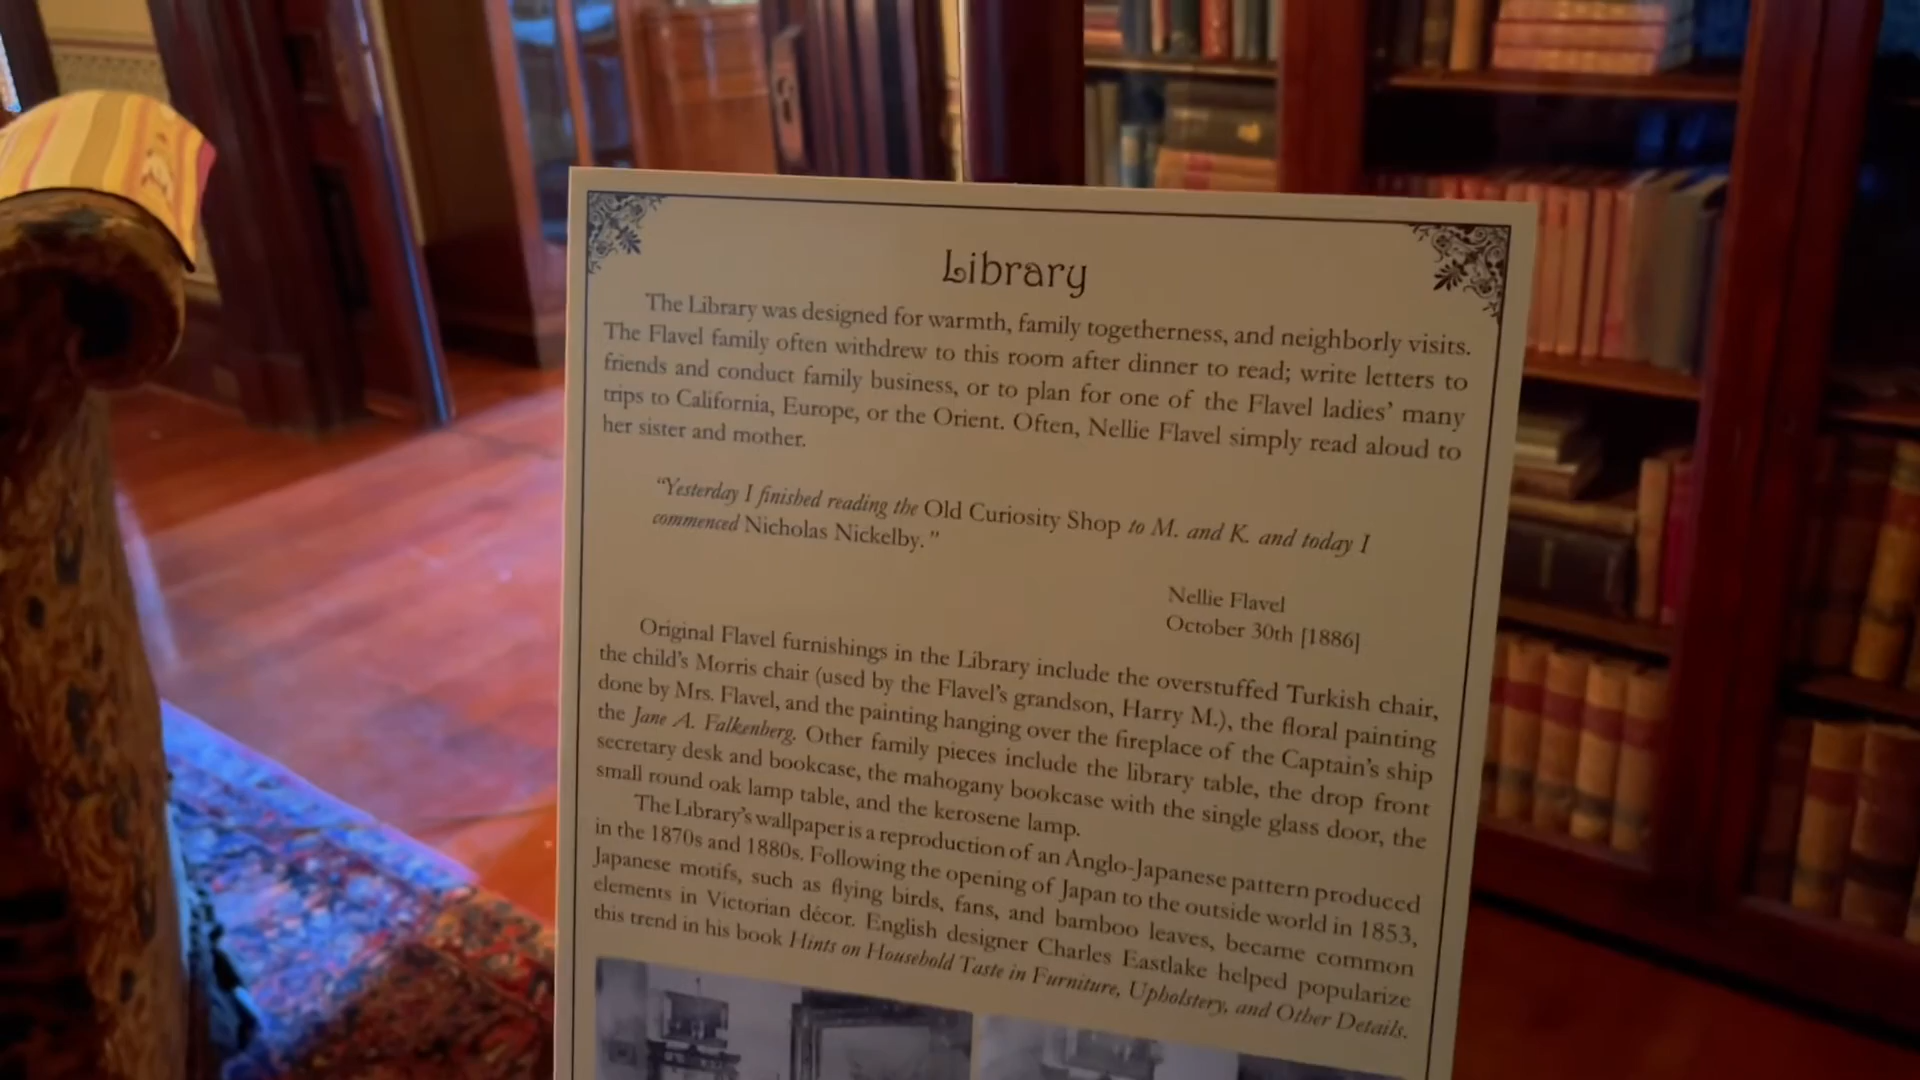 Library
The Library was designed for warmth, family togetherness, and neighborly visits.
The Flavel family often withdrew to this room after dinner to read; write letters to
friends and conduct family business, or to plan for one of the Flavel ladies' many
trips to California, Europe, or the Orient. Often, Nellie Flavel simply read aloud to
her sister and mother.
"Yesterday I finished reading the Old Curiosity Shop to M. and K. and today I
commenced Nicholas Nickelby."
Nellie Flavel
October 30th [1886]
Original Flavel furnishings in the Library include the overstuffed Turkish chair,
the child's Morris chair (used by the Flavel's grandson, Harry M.), the floral painting
done by Mrs. Flavel, and the painting hanging over the fireplace of the Captain's ship
the Jane A. Falkenberg. Other family pieces include the library table, the drop front
secretary desk and bookcase, the mahogany bookcase with the single glass door, the
small round oak lamp table, and the kerosene lamp.
The Library's wallpaper is a reproduction of an Anglo-Japanese pattern produced
in the 1870s and 1880s. Following the opening of Japan to the outside world in 1853,
Japanese motifs, such as flying birds, fans, and bamboo leaves, became common
elements in Victorian décor. English designer Charles Eastlake helped popularize
this trend in his book Hints on Household Taste in Furniture, Upholstery, and Other Details.